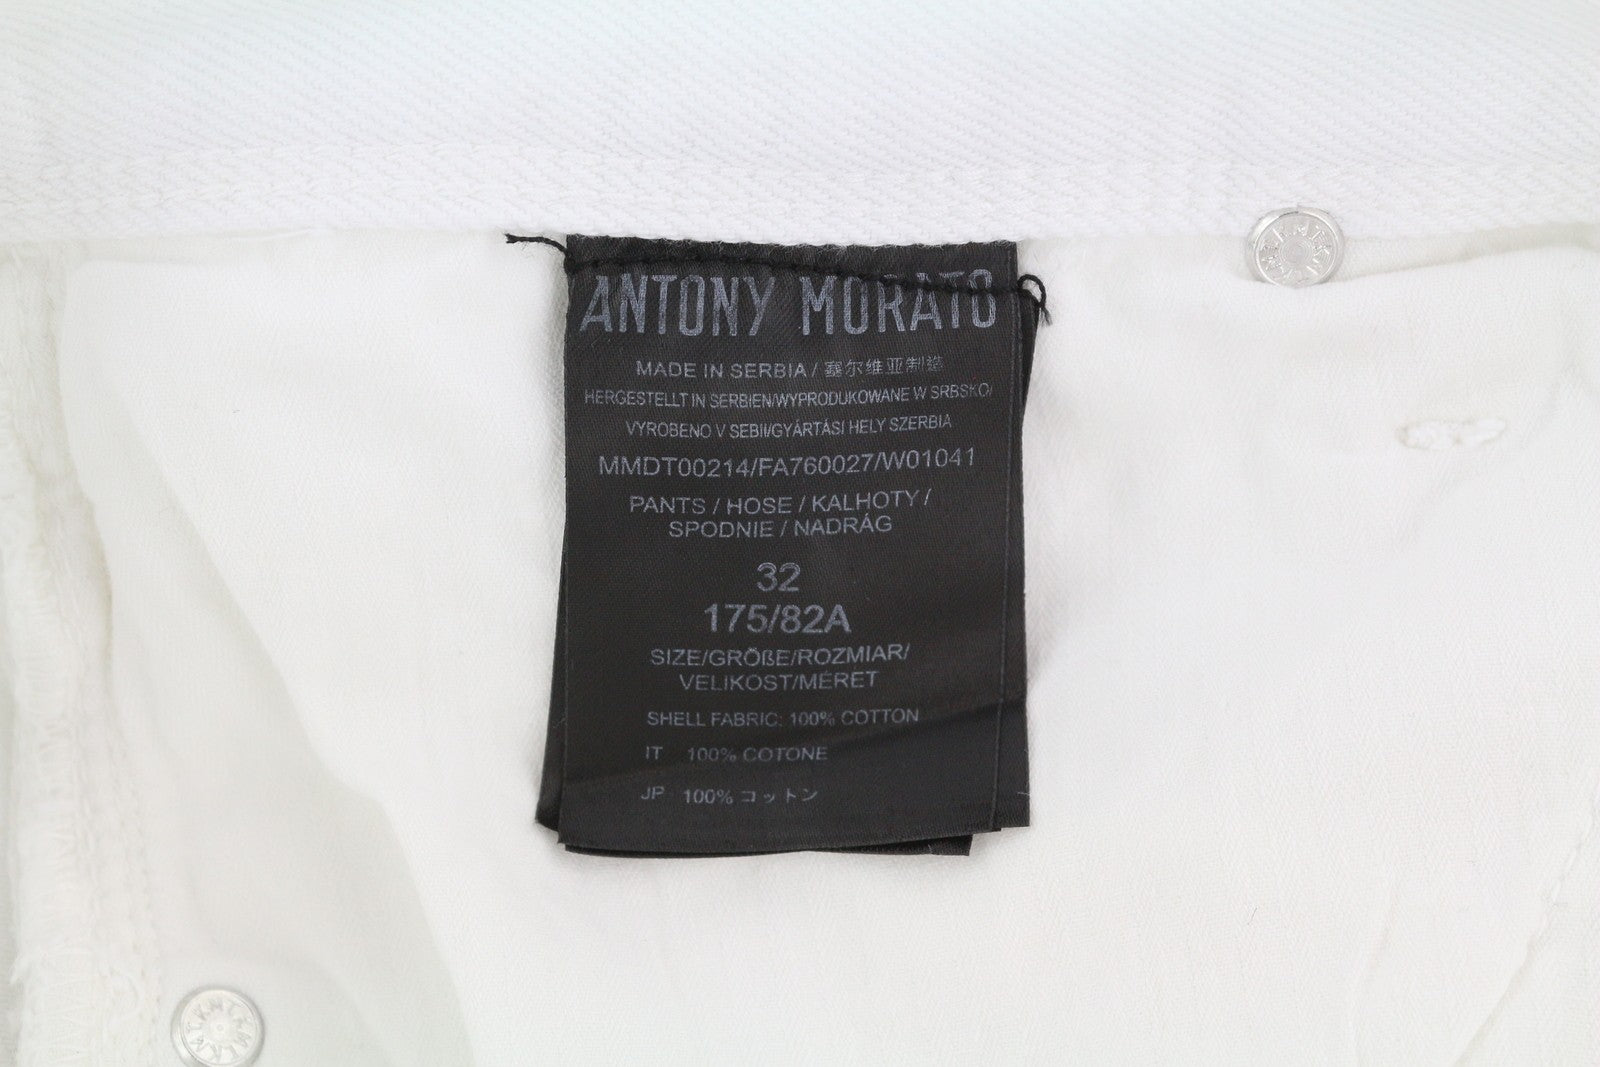 ANTONY MORATO
MADE IN SERBIA / 塞尔维亚制造
HERGESTELLT IN SERBIEN/WYPRODUKOWANE W SRBSKO/
VYROBENO V SEBII/GYÁRTÁSI HELY SZERBIA
MMDT00214/FA760027/W01041
PANTS / HOSE / KALHOTY /
SPODNIE / NADRÁG
32
175/82A
SIZE/GRÖßE/ROZMIAR/
VELIKOST/MÉRET
SHELL FABRIC: 100% COTTON
IT 100% COTONE
JP 100% コットン